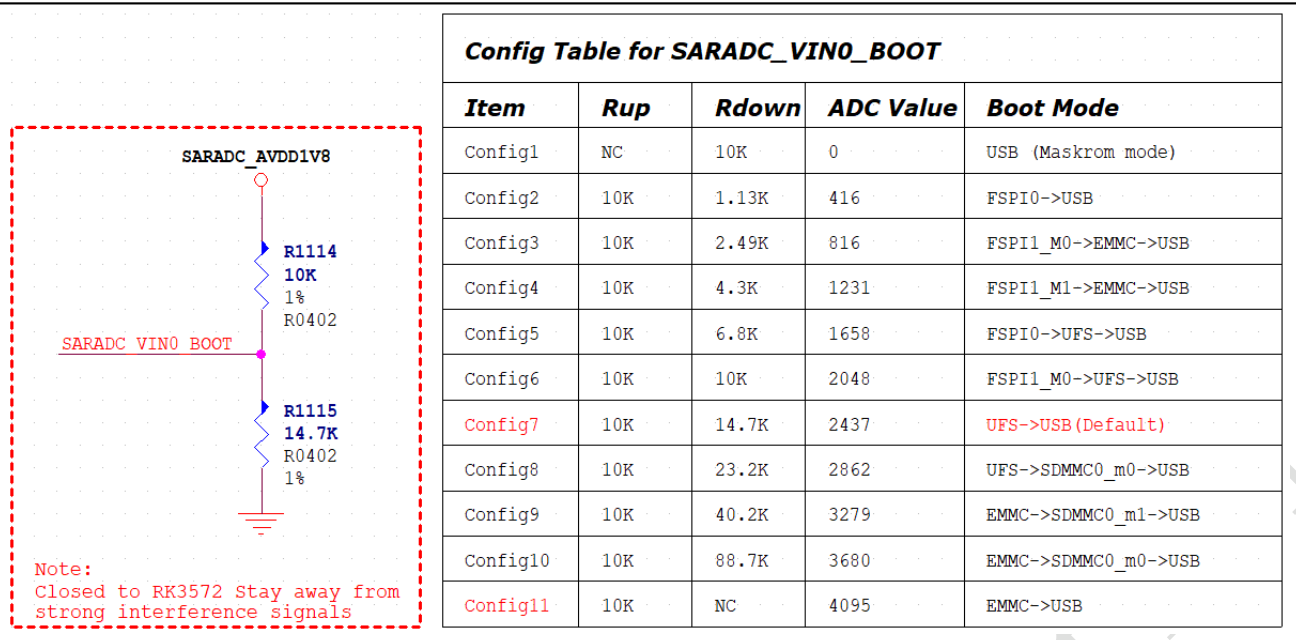 Config Table for SARADC_VIN0_BOOT
Item Rup Rdown ADC Value Boot Mode
Config1 NC 10K 0 USB (Maskrom mode)
Config2 10K 1.13K 416 FSPI0->USB
Config3 10K 2.49K 816 FSPI1_M0->EMMC->USB
Config4 10K 4.3K 1231 FSPI1_M1->EMMC->USB
Config5 10K 6.8K 1658 FSPI0->UFS->USB
Config6 10K 10K 2048 FSPI1_M0->UFS->USB
Config7 10K 14.7K 2437 UFS->USB(Default)
Config8 10K 23.2K 2862 UFS->SDMMC0_m0->USB
Config9 10K 40.2K 3279 EMMC->SDMMC0_m1->USB
Config10 10K 88.7K 3680 EMMC->SDMMC0_m0->USB
Config11 10K NC 4095 EMMC->USB
SARADC_AVDD1V8
R1114
10K
1%
R0402
SARADC_VIN0_BOOT
R1115
14.7K
R0402
1%
Note:
Closed to RK3572 Stay away from
strong interference signals